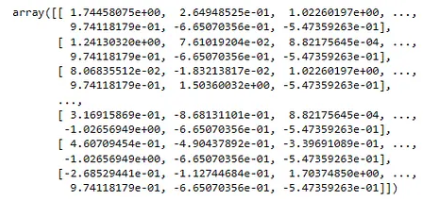 array([[ 1.74458075e+00, 2.64948525e-01, 1.02260197e+00, ...,
9.74118179e-01, -6.65070356e-01, -5.47359263e-01],
[ 1.24130320e+00, 7.61019204e-02, 8.82175645e-04, ...,
9.74118179e-01, -6.65070356e-01, -5.47359263e-01],
[ 8.06835512e-02, -1.83213817e-02, 1.02260197e+00, ...,
9.74118179e-01, 1.50360032e+00, -5.47359263e-01],
...,
[ 3.16915869e-01, -8.68131101e-01, 8.82175645e-04, ...,
-1.02656949e+00, -6.65070356e-01, -5.47359263e-01],
[ 4.60709454e-01, -4.90437892e-01, -3.39691089e-01, ...,
-1.02656949e+00, -6.65070356e-01, -5.47359263e-01],
[-2.68529441e-01, -1.12744684e-01, 1.70374850e+00, ...,
9.74118179e-01, -6.65070356e-01, -5.47359263e-01]])